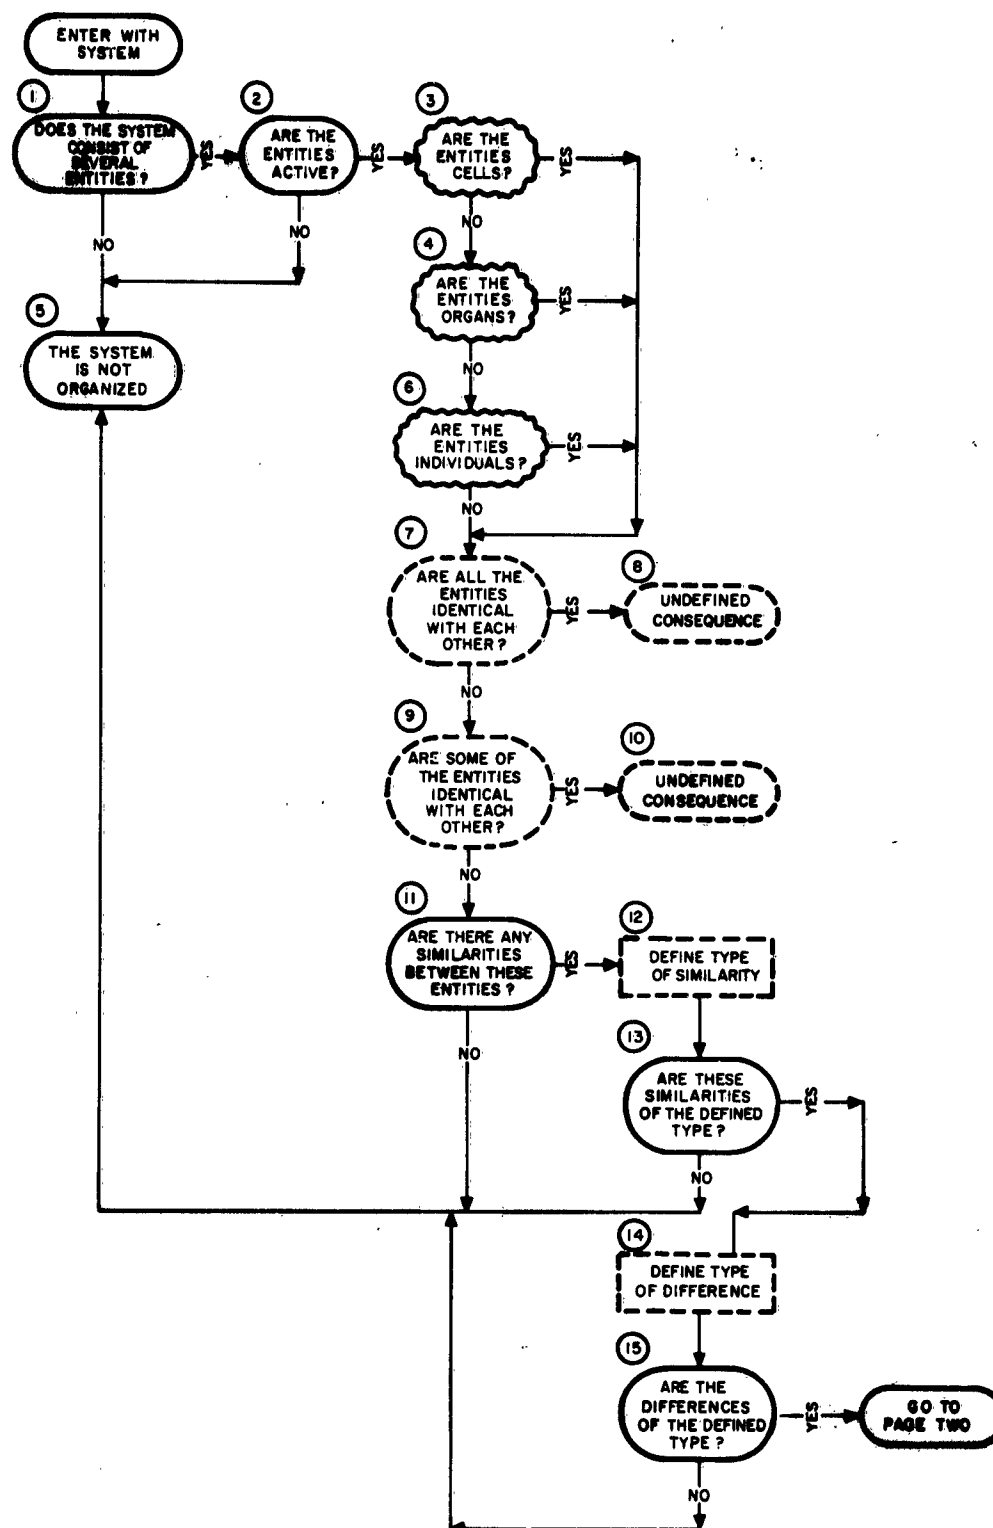 ENTER WITH
SYSTEM
1
DOES THE SYSTEM
CONSIST OF
SEVERAL
ENTITIES?
YES
NO
2
ARE THE
ENTITIES
ACTIVE?
YES
NO
3
ARE THE
ENTITIES
CELLS?
YES
NO
4
ARE THE
ENTITIES
ORGANS?
YES
NO
5
THE SYSTEM
IS NOT
ORGANIZED
6
ARE THE
ENTITIES
INDIVIDUALS?
YES
NO
7
ARE ALL THE
ENTITIES
IDENTICAL
WITH EACH
OTHER?
YES
NO
8
UNDEFINED
CONSEQUENCE
9
ARE SOME OF
THE ENTITIES
IDENTICAL
WITH EACH
OTHER?
YES
NO
10
UNDEFINED
CONSEQUENCE
11
ARE THERE ANY
SIMILARITIES
BETWEEN THESE
ENTITIES?
YES
NO
12
DEFINE TYPE
OF SIMILARITY
13
ARE THESE
SIMILARITIES
OF THE DEFINED
TYPE?
YES
NO
14
DEFINE TYPE
OF DIFFERENCE
15
ARE THE
DIFFERENCES
OF THE DEFINED
TYPE?
YES
NO
GO TO
PAGE TWO